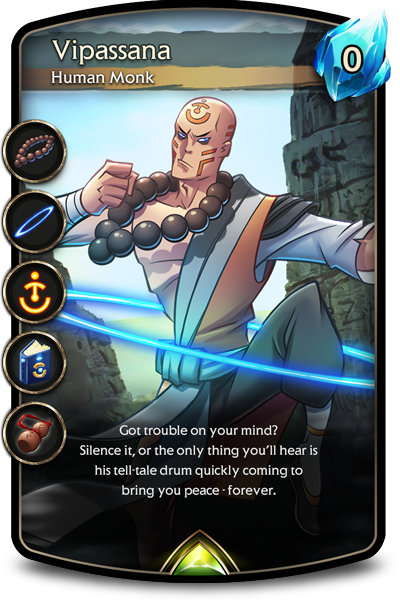 Vipassana
0
Human Monk
Got trouble on your mind?
Silence it, or the only thing you'll hear is
his tell-tale drum quickly coming to
bring you peace - forever.